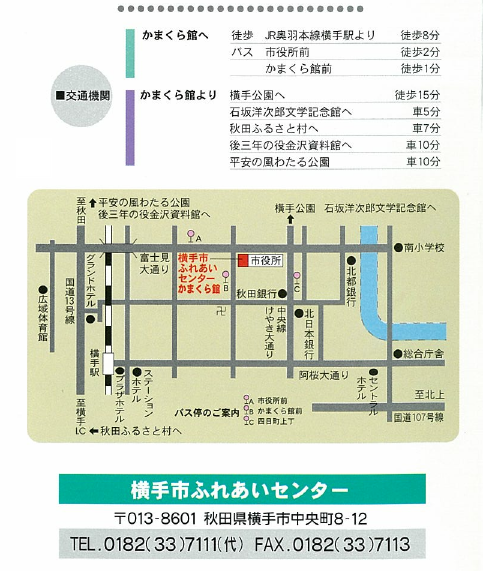 ■交通機関
かまくら館へ 徒歩 JR奥羽本線横手駅より 徒歩8分
バス 市役所前 徒歩2分
かまくら館前 徒歩1分
かまくら館より 横手公園へ 徒歩15分
石坂洋次郎文学記念館へ 車5分
秋田ふるさと村へ 車7分
後三年の役金沢資料館へ 車10分
平安の風わたる公園 車10分
至秋田
平安の風わたる公園
後三年の役金沢資料館へ
横手公園 石坂洋次郎文学記念館へ
A
南小学校
富士見
大通り
横手市
ふれあい
センター
かまくら館
市役所
グランドホテル
国道13号線
広域体育館
B
C
北都銀行
秋田銀行
卍
中央線
けやき大通り
北日本銀行
横手駅
総合庁舎
プラザホテル
ステーション
ホテル
阿桜大通り
セントラル
ホテル
至北上
国道107号線
バス停のご案内
A 市役所前
B かまくら館前
C 四日町上丁
至横手IC
秋田ふるさと村へ
横手市ふれあいセンター
〒013-8601 秋田県横手市中央町8-12
TEL.0182(33)7111(代) FAX.0182(33)7113